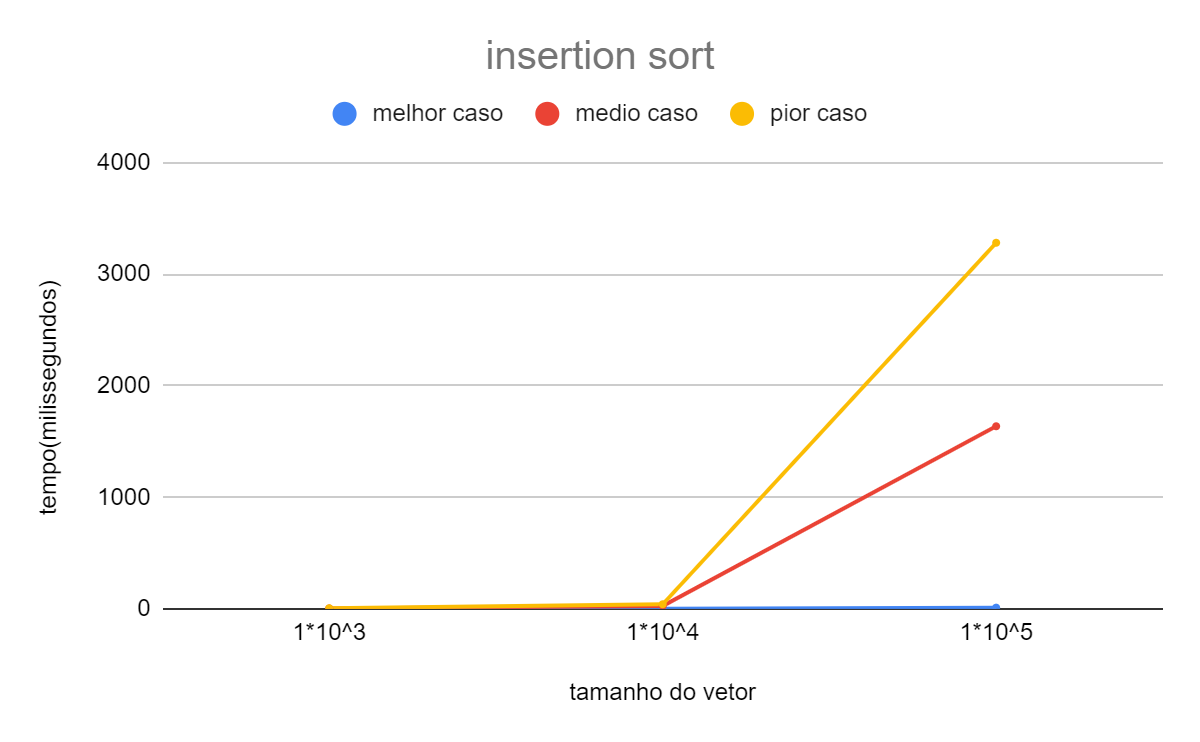 insertion sort
melhor caso medio caso pior caso
4000
3000
2000
1000
0
tempo(milissegundos)
1*10^3 1*10^4 1*10^5
tamanho do vetor